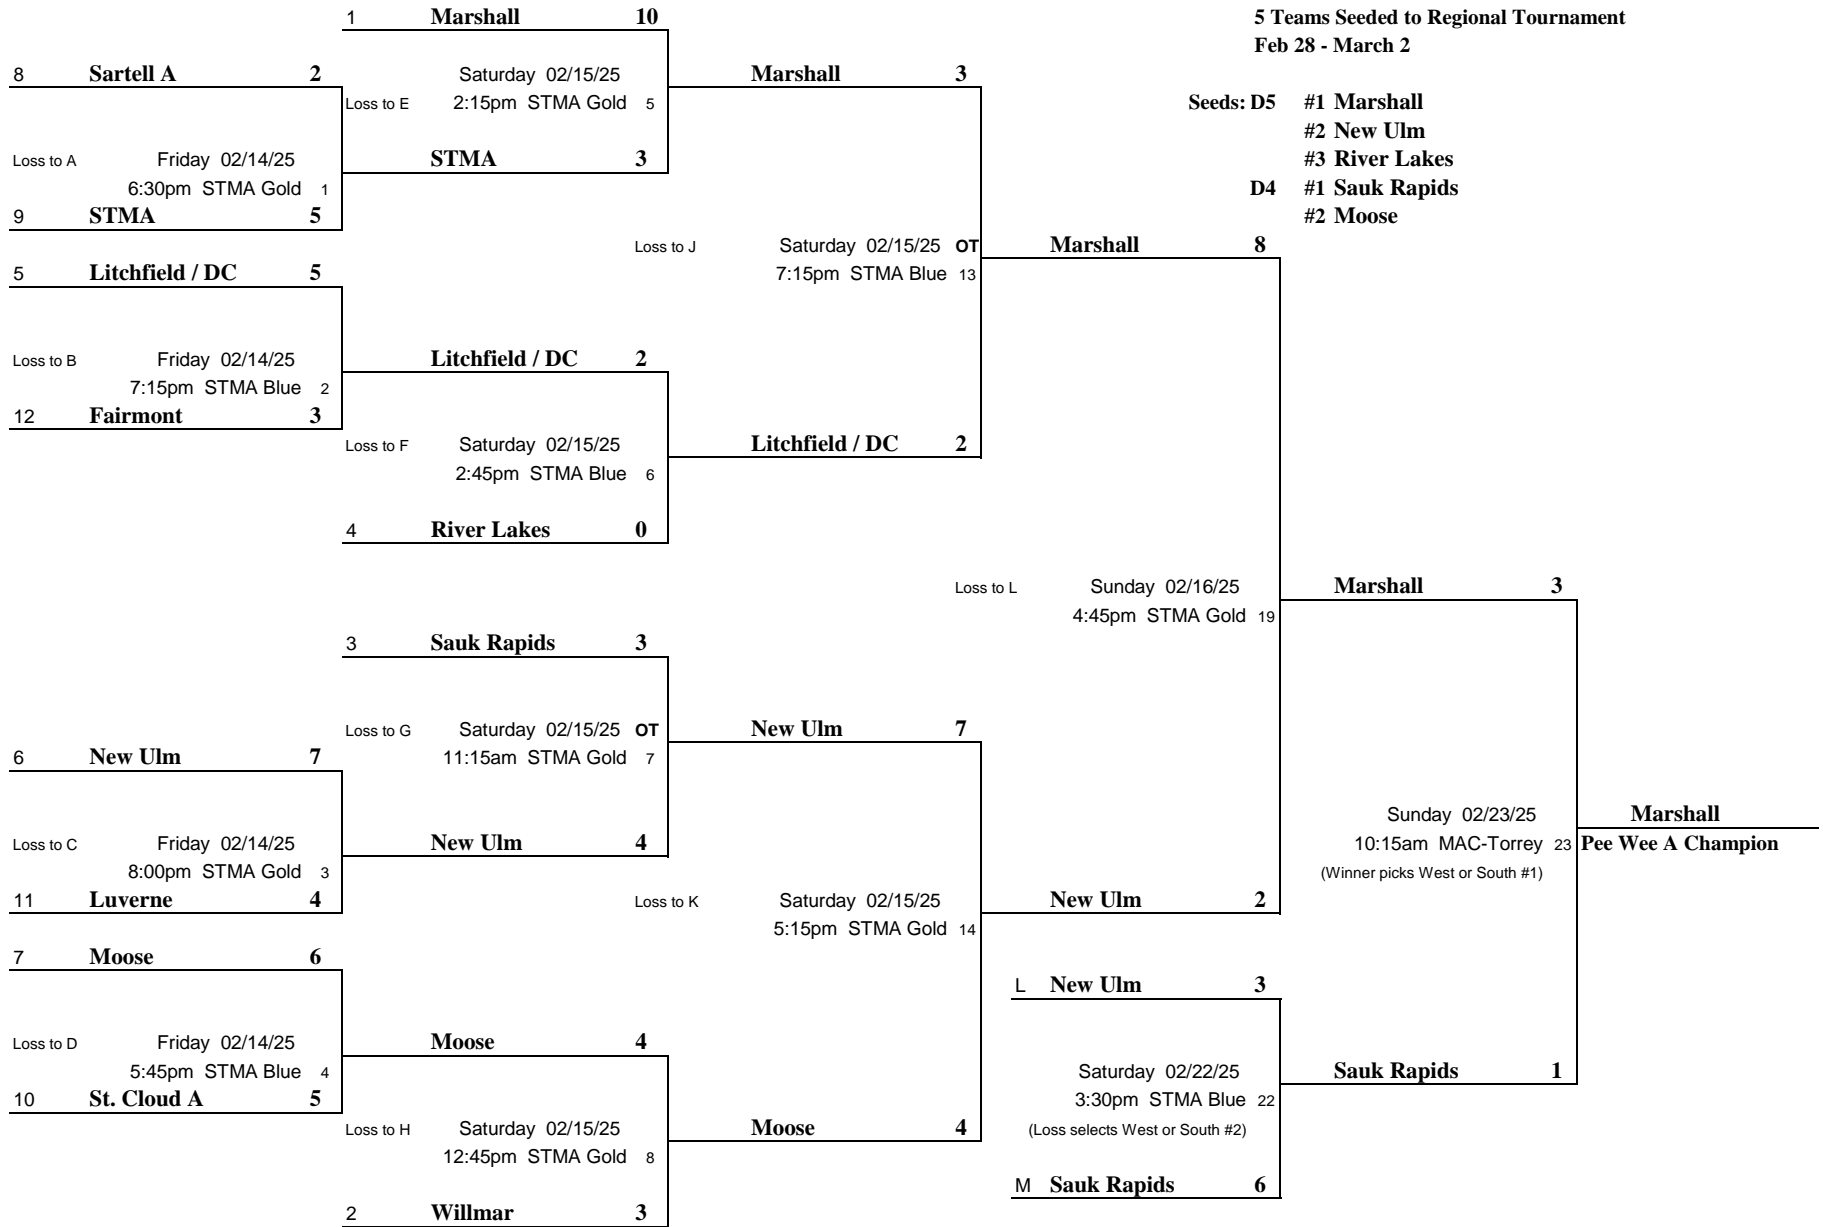 1 Marshall 10
5 Teams Seeded to Regional Tournament
Feb 28 - March 2
8 Sartell A 2
Saturday 02/15/25
Marshall 3
Loss to E 2:15pm STMA Gold 5
Seeds: D5 #1 Marshall
#2 New Ulm
Loss to A Friday 02/14/25
STMA 3
#3 River Lakes
6:30pm STMA Gold 1
D4 #1 Sauk Rapids
9 STMA 5
#2 Moose
Loss to J Saturday 02/15/25 OT
Marshall 8
5 Litchfield / DC 5
7:15pm STMA Blue 13
Loss to B Friday 02/14/25
Litchfield / DC 2
7:15pm STMA Blue 2
12 Fairmont 3
Loss to F Saturday 02/15/25
Litchfield / DC 2
2:45pm STMA Blue 6
4 River Lakes 0
Loss to L Sunday 02/16/25
Marshall 3
4:45pm STMA Gold 19
3 Sauk Rapids 3
Loss to G Saturday 02/15/25 OT
New Ulm 7
6 New Ulm 7
11:15am STMA Gold 7
Sunday 02/23/25
Marshall
Loss to C Friday 02/14/25
New Ulm 4
10:15am MAC-Torrey 23
Pee Wee A Champion
8:00pm STMA Gold 3
(Winner picks West or South #1)
11 Luverne 4
Loss to K Saturday 02/15/25
New Ulm 2
5:15pm STMA Gold 14
7 Moose 6
L New Ulm 3
Loss to D Friday 02/14/25
Moose 4
5:45pm STMA Blue 4
Saturday 02/22/25
Sauk Rapids 1
10 St. Cloud A 5
3:30pm STMA Blue 22
Loss to H Saturday 02/15/25
Moose 4
(Loss selects West or South #2)
12:45pm STMA Gold 8
M Sauk Rapids 6
2 Willmar 3